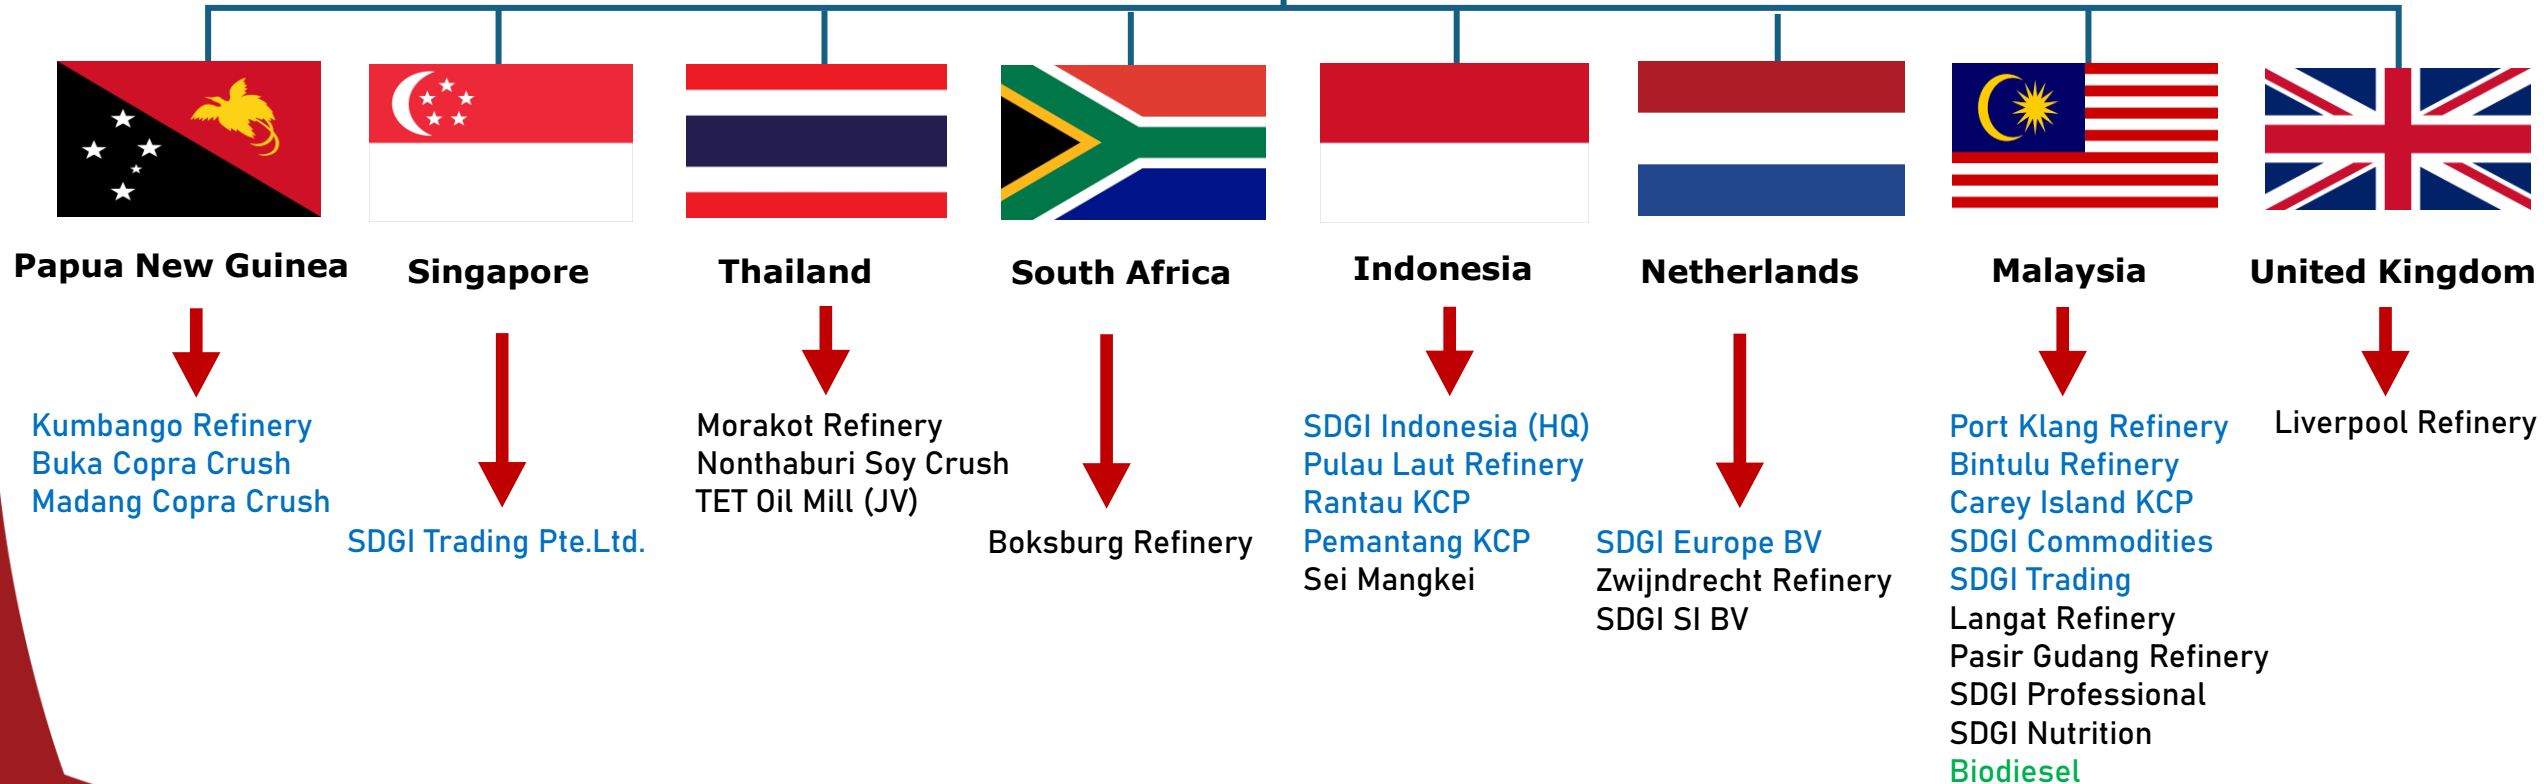 Papua New Guinea
Kumbango Refinery
Buka Copra Crush
Madang Copra Crush
Singapore
SDGI Trading Pte.Ltd.
Thailand
Morakot Refinery
Nonthaburi Soy Crush
TET Oil Mill (JV)
South Africa
Boksburg Refinery
Indonesia
SDGI Indonesia (HQ)
Pulau Laut Refinery
Rantau KCP
Pemantang KCP
Sei Mangkei
Netherlands
SDGI Europe BV
Zwijndrecht Refinery
SDGI SI BV
Malaysia
Port Klang Refinery
Bintulu Refinery
Carey Island KCP
SDGI Commodities
SDGI Trading
Langat Refinery
Pasir Gudang Refinery
SDGI Professional
SDGI Nutrition
Biodiesel
United Kingdom
Liverpool Refinery